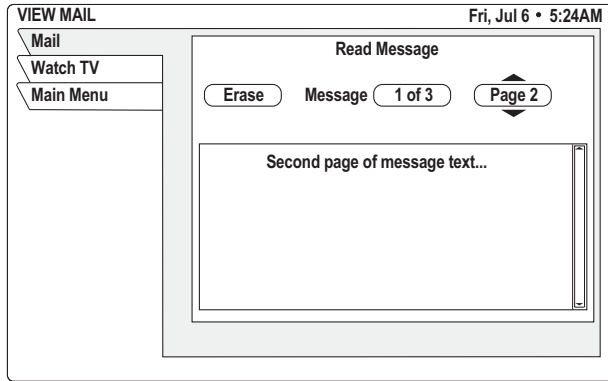 VIEW MAIL Fri, Jul 6 • 5:24AM
Mail
Watch TV
Main Menu
Read Message
Erase Message 1 of 3 Page 2
Second page of message text...